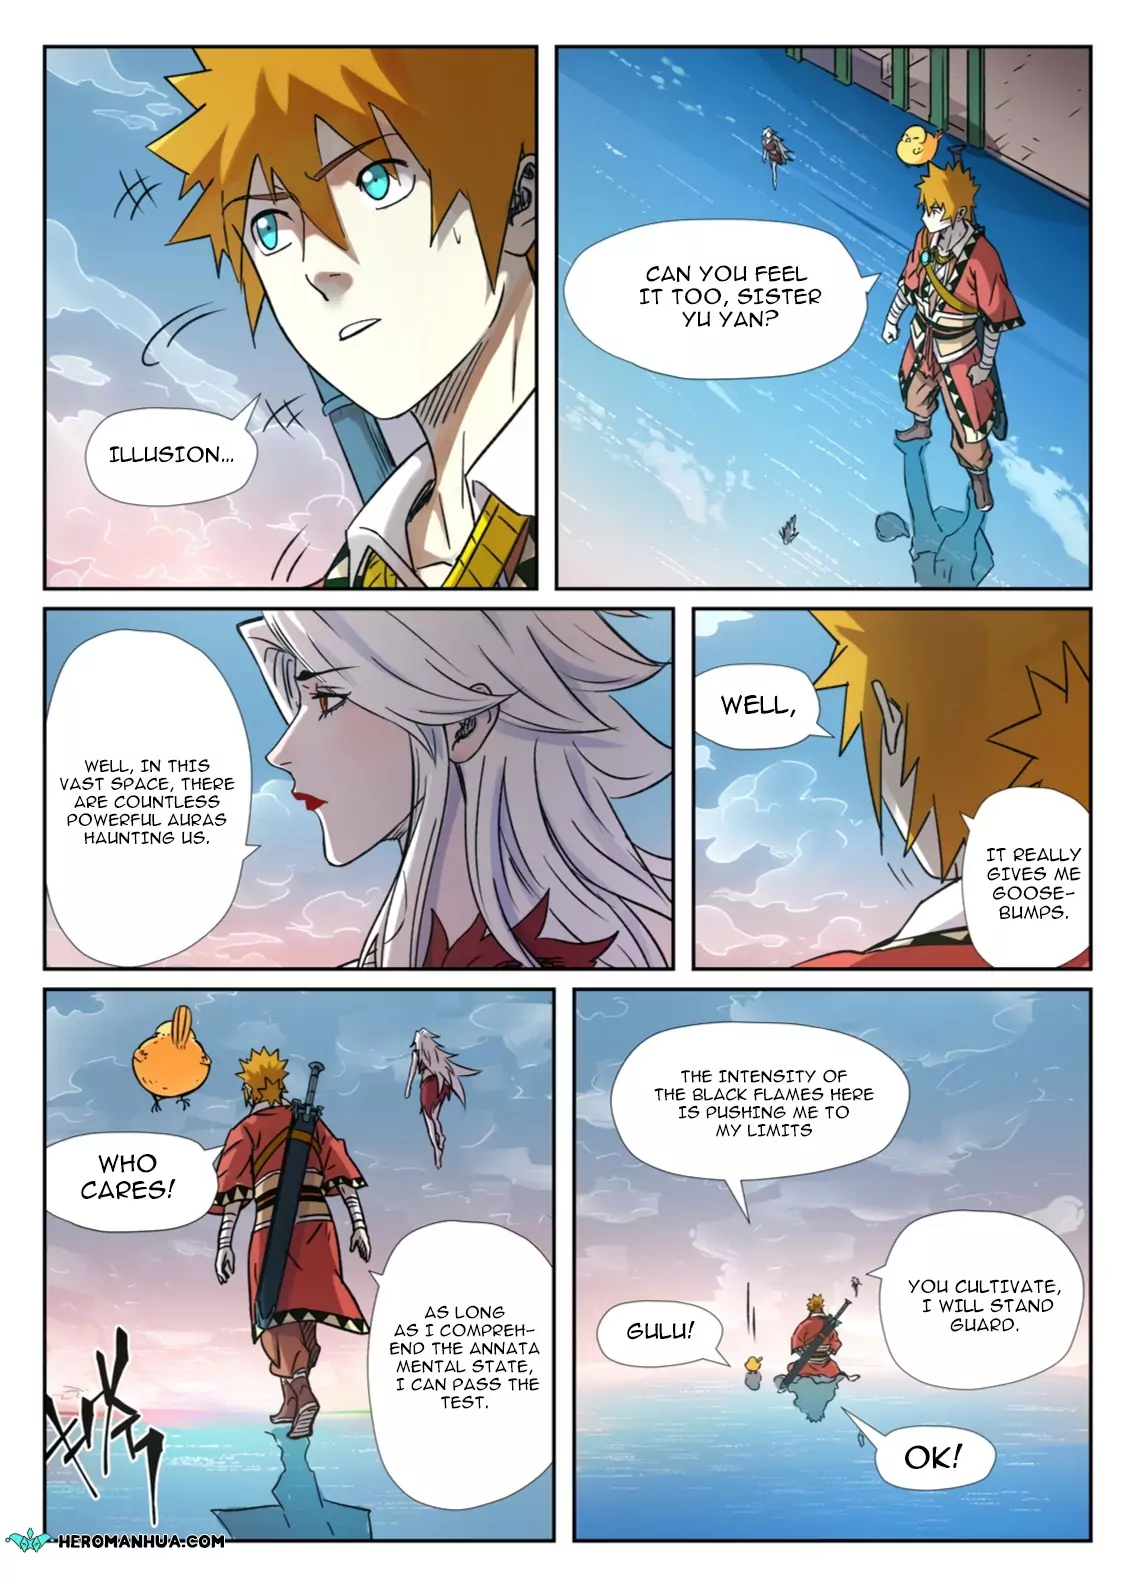 ILLUSION...
CAN YOU FEEL
IT TOO, SISTER
YU YAN?
WELL, IN THIS
VAST SPACE, THERE
ARE COUNTLESS
POWERFUL AURAS
HAUNTING US.
WELL,
IT REALLY
GIVES ME
GOOSE-
BUMPS.
WHO
CARES!
AS LONG
AS I COMPREH-
END THE ANNATA
MENTAL STATE,
I CAN PASS THE
TEST.
THE INTENSITY OF
THE BLACK FLAMES HERE
IS PUSHING ME TO
MY LIMITS
YOU CULTIVATE,
I WILL STAND
GUARD.
GULU!
OK!
HEROMANHUA.COM